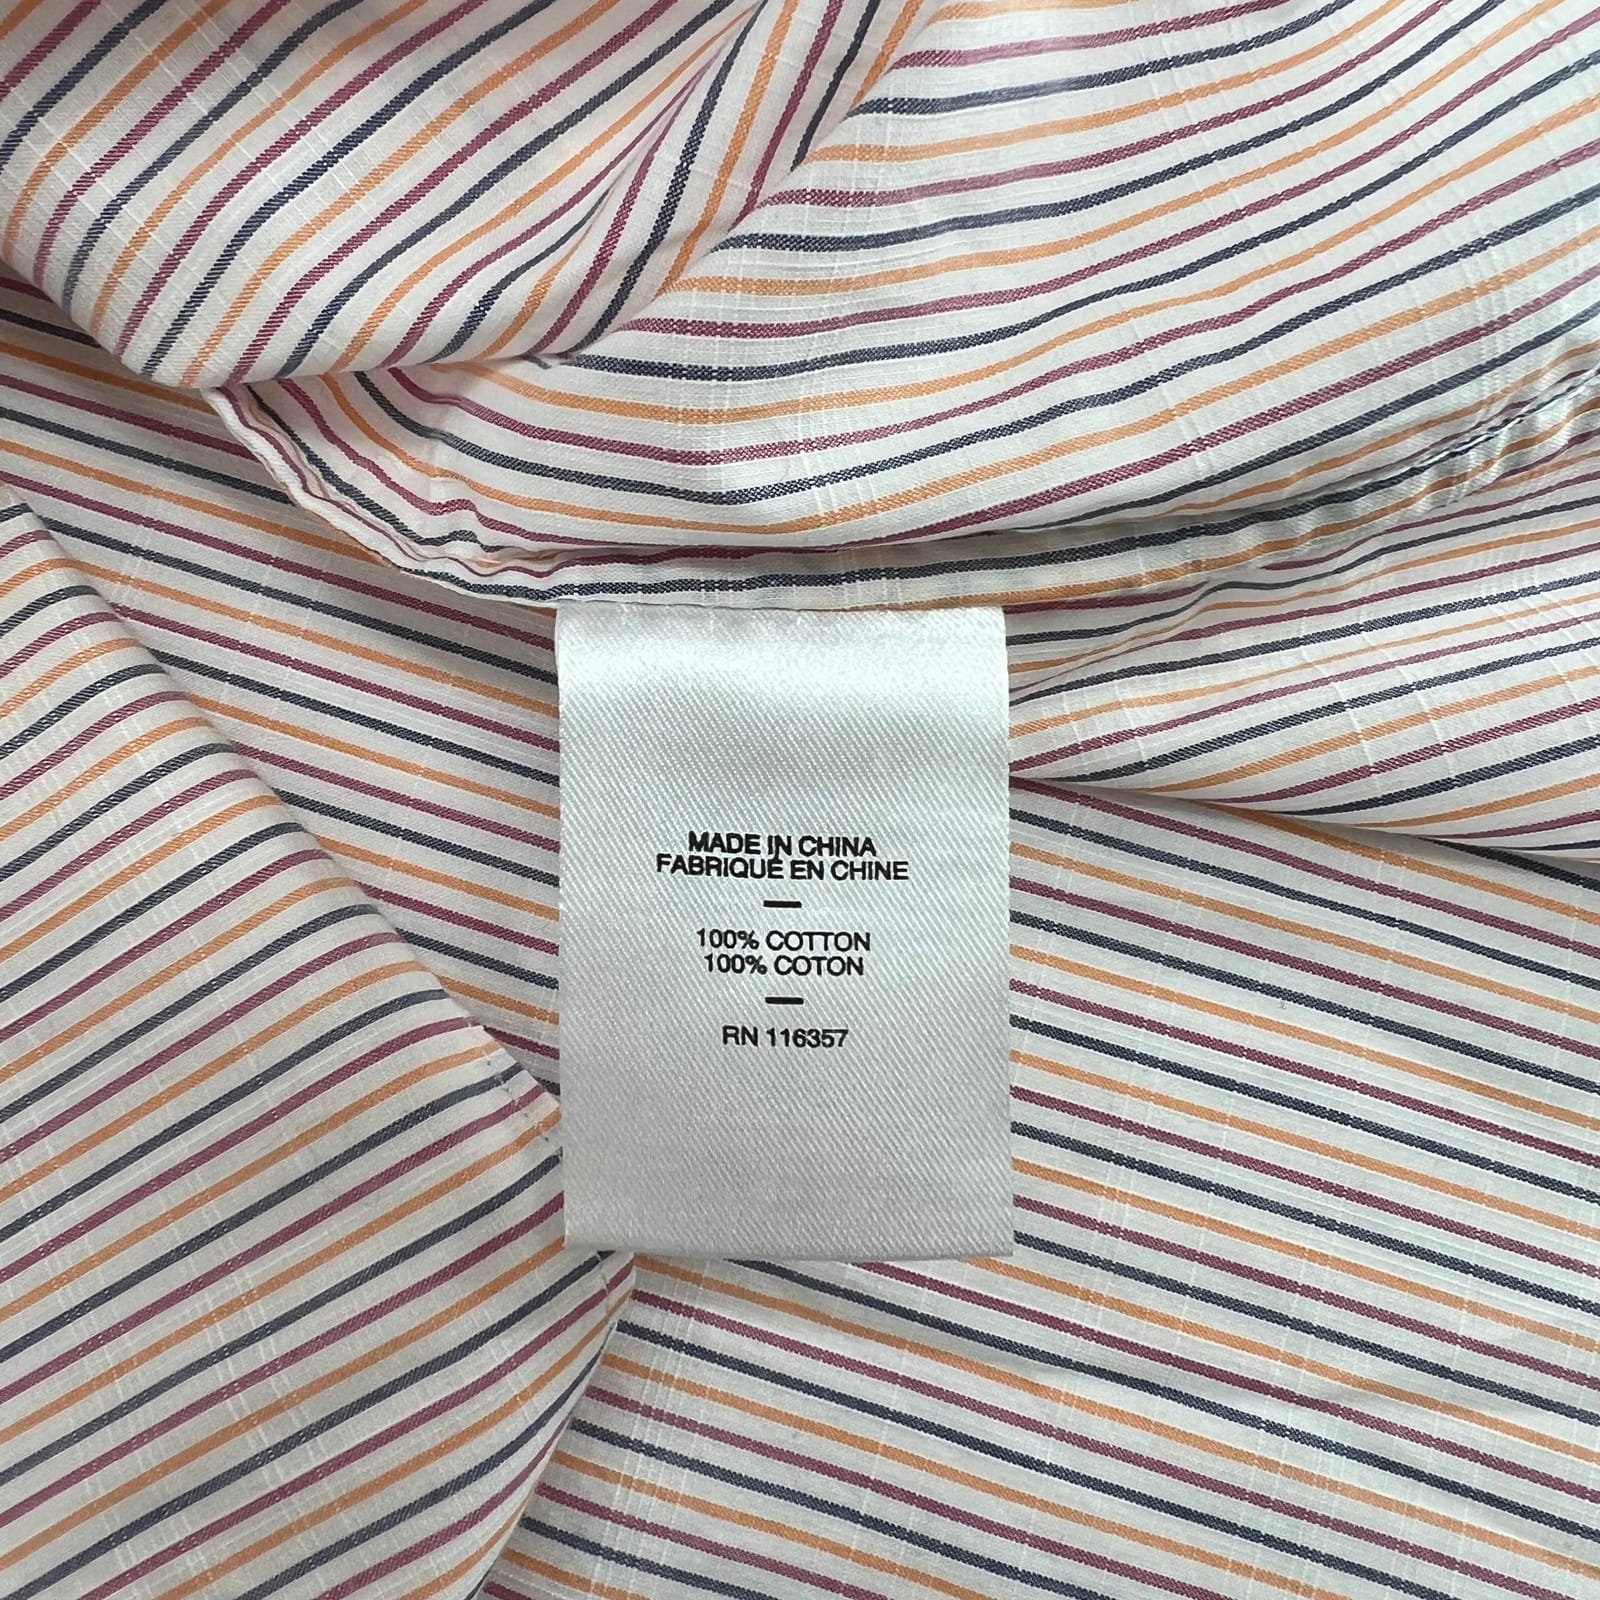 MADE IN CHINA
FABRIQUÉ EN CHINE
100% COTTON
100% COTON
RN 116357